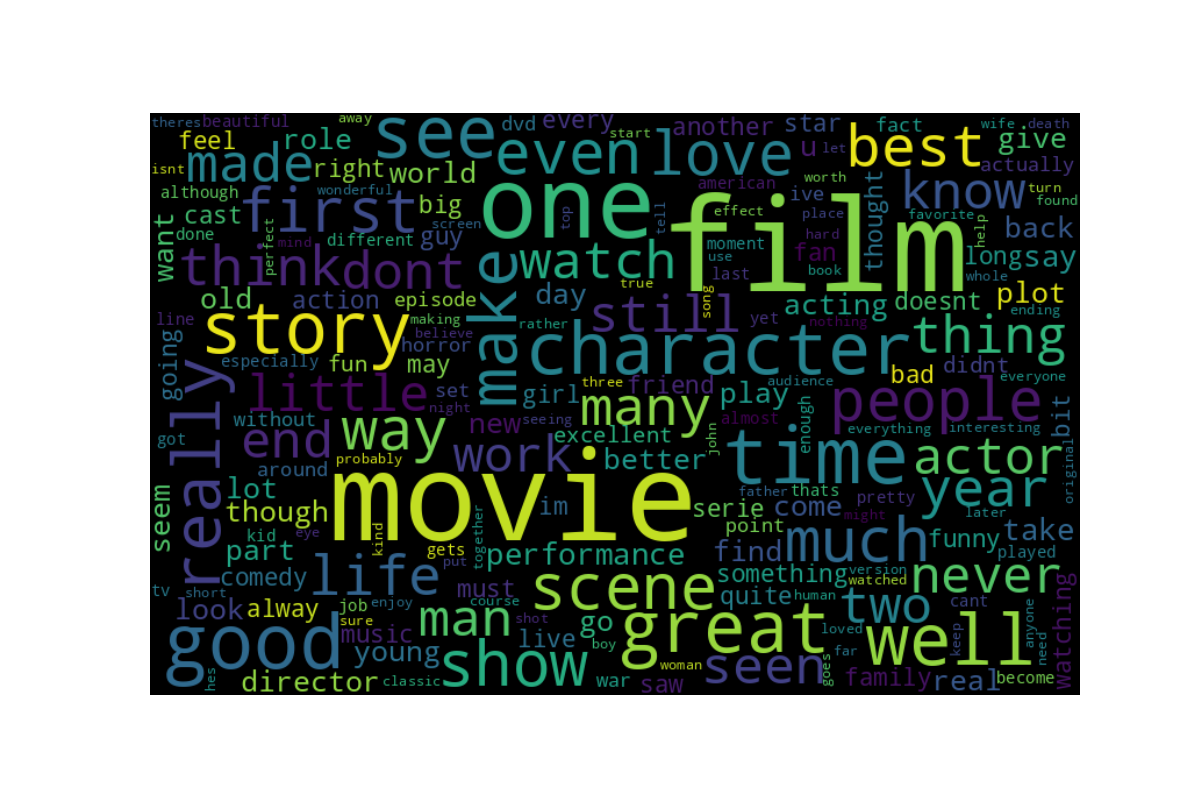 theres
beautiful
away
see
dvd
every
another
star
fact
wife
death
feel
role
start
u
let
best
give
isnt
made
right
world
even
love
actually
although
wonderful
one
american
ive
worth
thought
know
turn
found
want
cast
first
big
film
effect
place
favorite
help
back
done
perfect
mind
different
guy
screen
top
tell
moment
hard
fan
long
say
think
dont
make
watch
use
last
book
whole
old
action
episode
day
true
song
acting
doesnt
plot
ending
line
story
making
believe
rather
still
yet
nothing
thing
going
especially
fun
horror
may
character
didnt
everyone
really
little
set
night
girl
three
friend
play
audience
bad
people
bit
without
way
new
seeing
many
almost
enough
everything
interesting
got
end
excellent
john
time
actor
original
around
probably
work
better
father
thats
pretty
year
seem
lot
movie
im
serie
come
might
later
though
kid
eye
kind
together
point
take
part
gets
performance
find
much
funny
played
tv
short
comedy
life
put
must
scene
something
version
watched
never
look
alway
job
enjoy
course
quite
human
two
cant
anyone
watching
sure
music
man
shot
go
great
loved
well
keep
need
good
young
live
boy
far
hes
director
classic
show
war
woman
saw
seen
goes
family
real
become